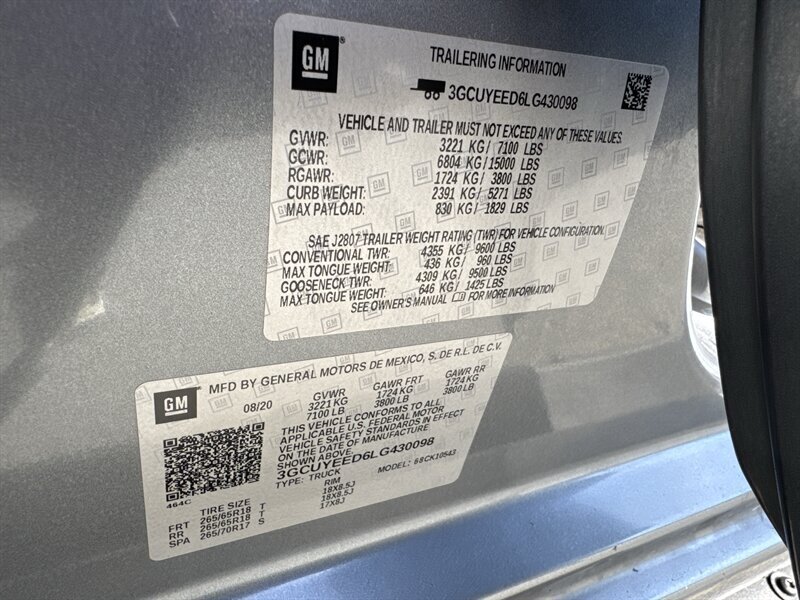 GM
TRAILERING INFORMATION
3GCUYEED6LG430098
VEHICLE AND TRAILER MUST NOT EXCEED ANY OF THESE VALUES.
GVWR: 3221 KG / 7100 LBS
GCWR: 6804 KG / 15000 LBS
RGAWR: 1724 KG / 3800 LBS
CURB WEIGHT: 2391 KG / 5271 LBS
MAX PAYLOAD: 830 KG / 1829 LBS
SAE J2807 TRAILER WEIGHT RATING (TWR) FOR VEHICLE CONFIGURATION.
CONVENTIONAL TWR: 4355 KG / 9600 LBS
MAX TONGUE WEIGHT: 436 KG / 960 LBS
GOOSENECK TWR: 4309 KG / 9500 LBS
MAX TONGUE WEIGHT: 646 KG / 1425 LBS
SEE OWNER'S MANUAL FOR MORE INFORMATION
GM
MFD BY GENERAL MOTORS DE MEXICO, S. DE R.L. DE C.V.
08/20 GVWR GAWR FRT GAWR RR
3221 KG 1724 KG 1724 KG
7100 LB 3800 LB 3800 LB
THIS VEHICLE CONFORMS TO ALL
APPLICABLE U.S. FEDERAL MOTOR
VEHICLE SAFETY STANDARDS IN EFFECT
ON THE DATE OF MANUFACTURE
SHOWN ABOVE.
3GCUYEED6LG430098
TYPE: TRUCK MODEL: 68CK10543
464C
TIRE SIZE RIM
FRT 265/65R18 T 18X8.5J
RR 265/65R18 T 18X8.5J
SPA 265/70R17 S 17X8J